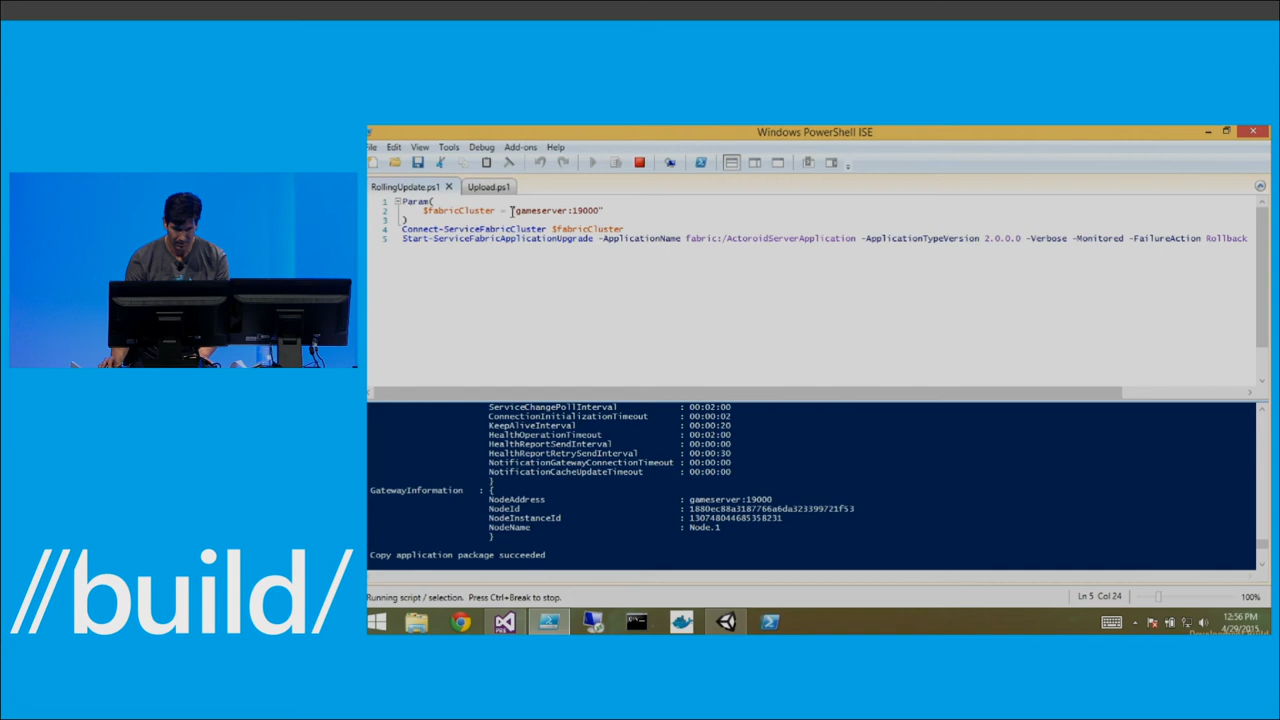 Windows PowerShell ISE
File Edit View Tools Debug Add-ons Help
RollingUpdate.ps1 Upload.ps1
1 Param(
2 $fabricCluster = "gameserver:19000"
3 )
4 Connect-ServiceFabricCluster $fabricCluster
5 Start-ServiceFabricApplicationUpgrade -ApplicationName fabric:/ActoroidServerApplication -ApplicationTypeVersion 2.0.0.0 -Verbose -Monitored -FailureAction Rollback
ServiceChangePollInterval : 00:02:00
ConnectionInitializationTimeout : 00:00:02
KeepAliveInterval : 00:00:20
HealthOperationTimeout : 00:02:00
HealthReportSendInterval : 00:00:00
HealthReportRetrySendInterval : 00:00:30
NotificationGatewayConnectionTimeout : 00:00:00
NotificationCacheUpdateTimeout : 00:00:00
}
GatewayInformation : {
NodeAddress : gameserver:19000
NodeId : 1880ec88a3187766a6da323399721f53
NodeInstanceId : 130748044685358231
NodeName : Node.1
}
Copy application package succeeded
Running script / selection. Press Ctrl+Break to stop.
Ln 5 Col 24
100%
12:56 PM
4/29/2015
//build/